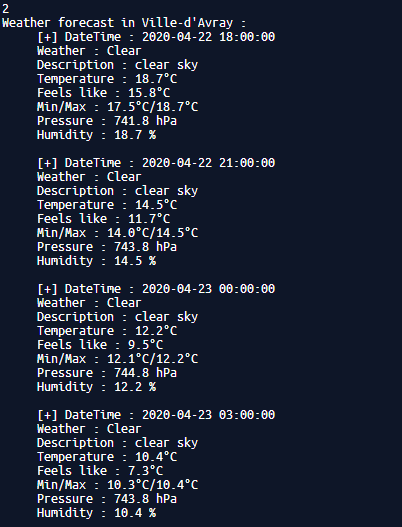 2
Weather forecast in Ville-d'Avray :
[+] DateTime : 2020-04-22 18:00:00
Weather : Clear
Description : clear sky
Temperature : 18.7°C
Feels like : 15.8°C
Min/Max : 17.5°C/18.7°C
Pressure : 741.8 hPa
Humidity : 18.7 %
[+] DateTime : 2020-04-22 21:00:00
Weather : Clear
Description : clear sky
Temperature : 14.5°C
Feels like : 11.7°C
Min/Max : 14.0°C/14.5°C
Pressure : 743.8 hPa
Humidity : 14.5 %
[+] DateTime : 2020-04-23 00:00:00
Weather : Clear
Description : clear sky
Temperature : 12.2°C
Feels like : 9.5°C
Min/Max : 12.1°C/12.2°C
Pressure : 744.8 hPa
Humidity : 12.2 %
[+] DateTime : 2020-04-23 03:00:00
Weather : Clear
Description : clear sky
Temperature : 10.4°C
Feels like : 7.3°C
Min/Max : 10.3°C/10.4°C
Pressure : 743.8 hPa
Humidity : 10.4 %